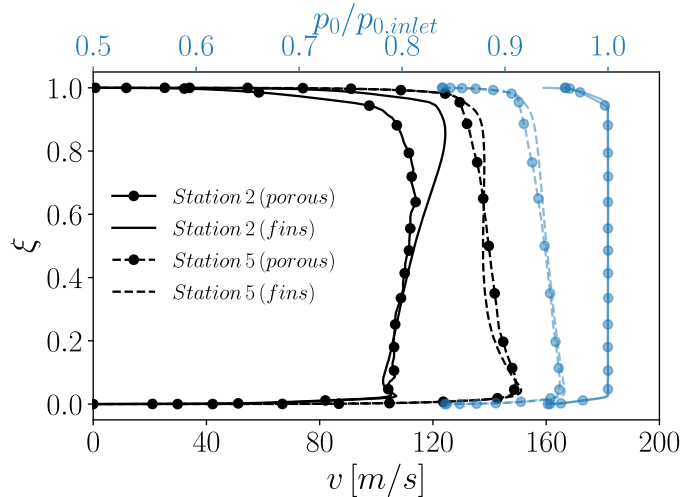 p₀/p₀,inlet
0.5 0.6 0.7 0.8 0.9 1.0
1.0
0.8
0.6
0.4
0.2
0.0
ξ
Station 2 (porous)
Station 2 (fins)
Station 5 (porous)
Station 5 (fins)
0 40 80 120 160 200
v [m/s]